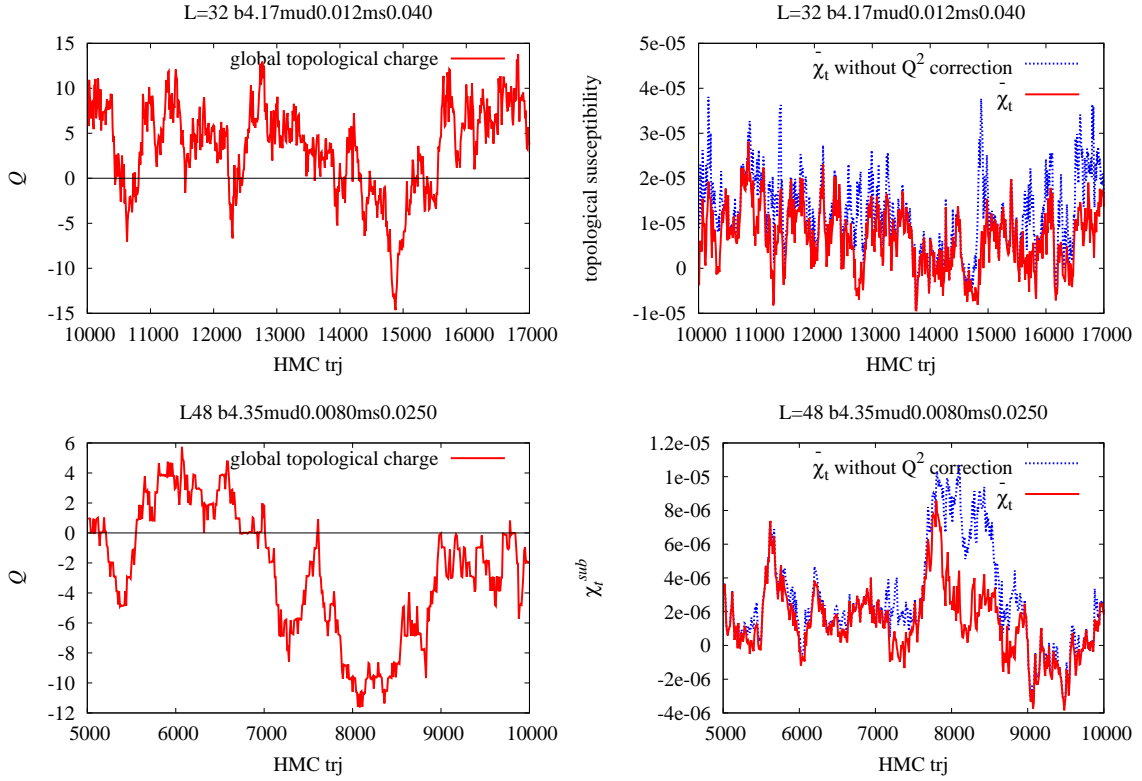 L=32 b4.17mud0.012ms0.040
global topological charge
Q
15
10
5
0
-5
-10
-15
10000 11000 12000 13000 14000 15000 16000 17000
HMC trj
L=32 b4.17mud0.012ms0.040
χ̄t without Q² correction
χ̄t
topological susceptibility
5e-05
4e-05
3e-05
2e-05
1e-05
0
-1e-05
10000 11000 12000 13000 14000 15000 16000 17000
HMC trj
L48 b4.35mud0.0080ms0.0250
global topological charge
Q
6
4
2
0
-2
-4
-6
-8
-10
-12
5000 6000 7000 8000 9000 10000
HMC trj
L=48 b4.35mud0.0080ms0.0250
χ̄t without Q² correction
χ̄t
χt^sub
1.2e-05
1e-05
8e-06
6e-06
4e-06
2e-06
0
-2e-06
-4e-06
5000 6000 7000 8000 9000 10000
HMC trj